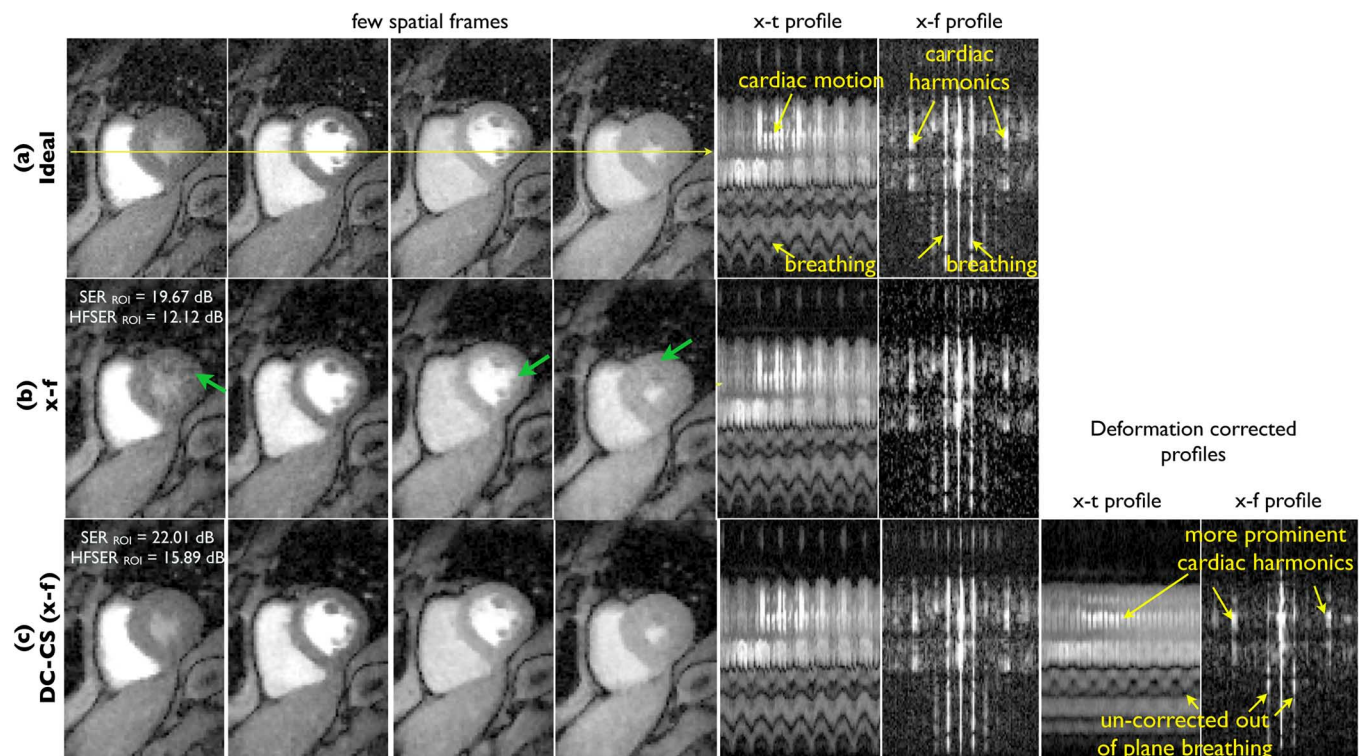 few spatial frames
x-t profile
x-f profile
(a)
Ideal
cardiac motion
cardiac
harmonics
breathing
breathing
(b)
x-f
SER ROI = 19.67 dB
HFSER ROI = 12.12 dB
Deformation corrected
profiles
x-t profile
x-f profile
(c)
DC-CS (x-f)
SER ROI = 22.01 dB
HFSER ROI = 15.89 dB
more prominent
cardiac harmonics
un-corrected out
of plane breathing